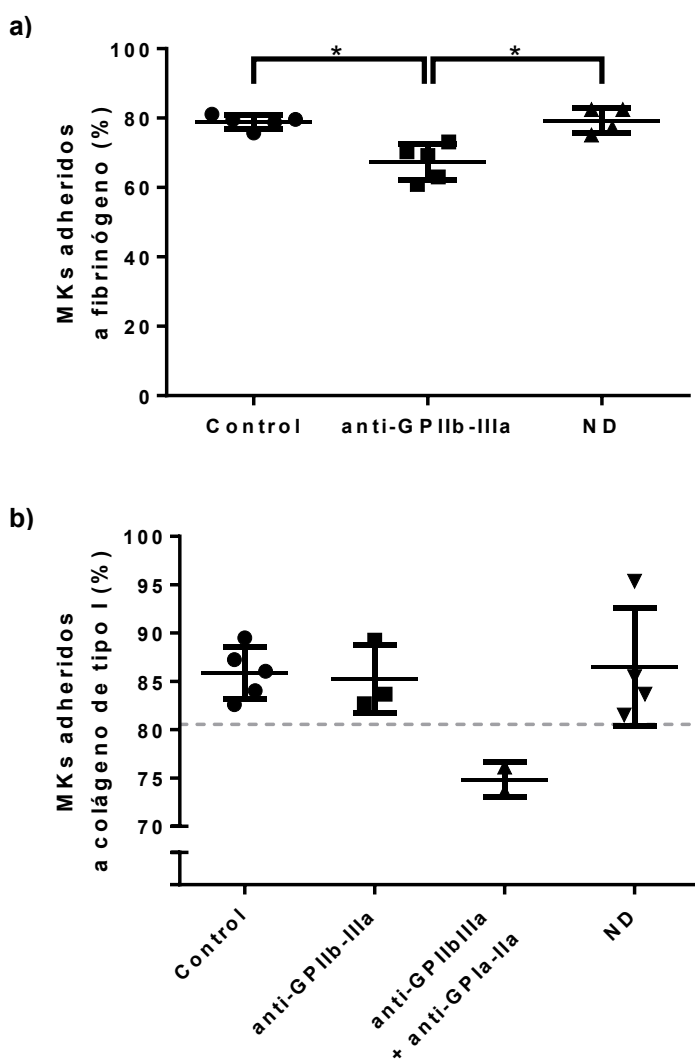 a)
MKs adheridos
a fibrinógeno (%)
100
80
60
40
20
0
*
*
Control
anti-GPIIb-IIIa
ND
b)
MKs adheridos
a colágeno de tipo I (%)
100
95
90
85
80
75
70
Control
anti-GPIIb-IIIa
anti-GPIIbIIIa
+ anti-GPIa-IIa
ND